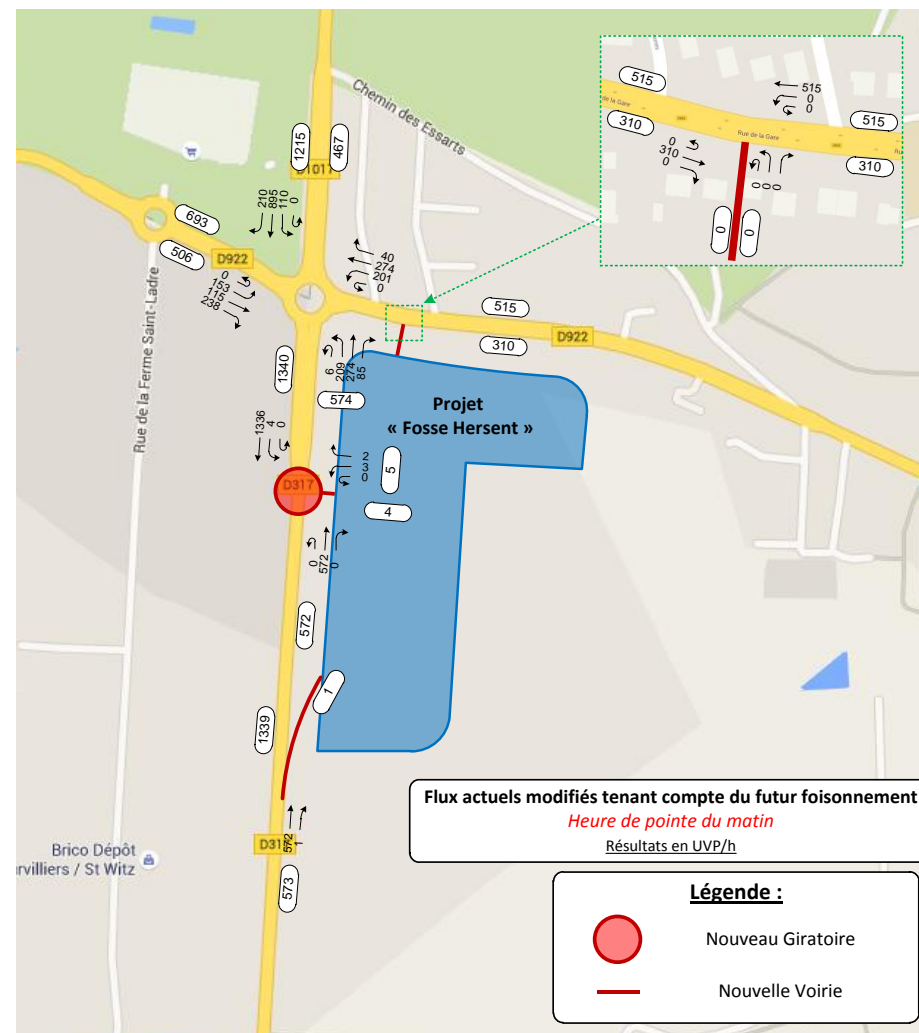 Chemin des Essarts
1215
467
D1017
210
895
110
0
693
506
D922
0
153
115
238
40
274
201
0
515
310
D922
Rue de la Ferme Saint-Ladre
1340
6
209
274
85
574
Projet
« Fosse Hersent »
1336
4
0
2
3
0
5
4
D317
0
572
0
572
1
1339
572
1
573
Brico Dépôt
rvilliers / St Witz
515
310
de la Gare
515
0
0
Rue de la Gare
515
310
Ru
0
310
0
0
0
0
0
0
Flux actuels modifiés tenant compte du futur foisonnement
Heure de pointe du matin
Résultats en UVP/h
Légende :
Nouveau Giratoire
Nouvelle Voirie